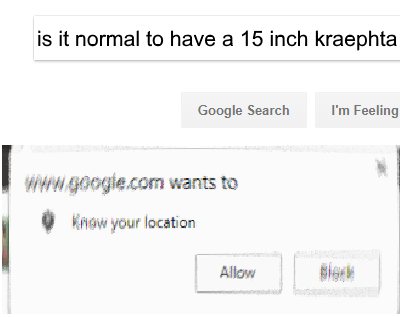 is it normal to have a 15 inch kraephta
Google Search
I'm Feeling
www.google.com wants to
Know your location
Allow
Block